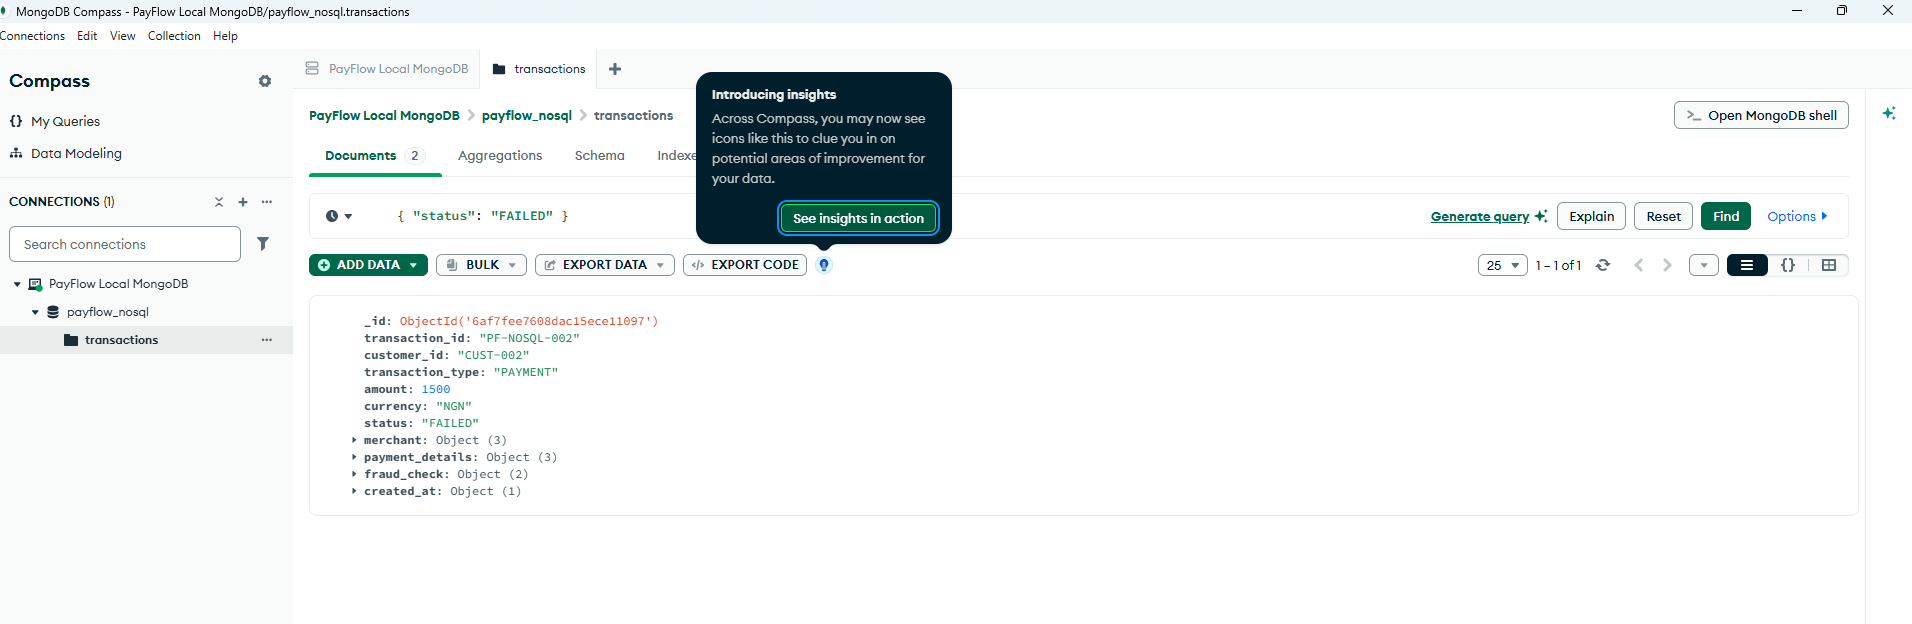 MongoDB Compass - PayFlow Local MongoDB/payflow_nosql.transactions
Connections Edit View Collection Help
Compass
My Queries
Data Modeling
CONNECTIONS (1)
Search connections
PayFlow Local MongoDB
payflow_nosql
transactions
PayFlow Local MongoDB transactions
PayFlow Local MongoDB > payflow_nosql > transactions
Open MongoDB shell
Documents 2 Aggregations Schema Indexe
Introducing insights
Across Compass, you may now see
icons like this to clue you in on
potential areas of improvement for
your data.
See insights in action
{ "status": "FAILED" }
Generate query Explain Reset Find Options
ADD DATA BULK EXPORT DATA EXPORT CODE
25 1 – 1 of 1
_id: ObjectId('6af7fee7608dac15ece11097')
transaction_id: "PF-NOSQL-002"
customer_id: "CUST-002"
transaction_type: "PAYMENT"
amount: 1500
currency: "NGN"
status: "FAILED"
merchant: Object (3)
payment_details: Object (3)
fraud_check: Object (2)
created_at: Object (1)